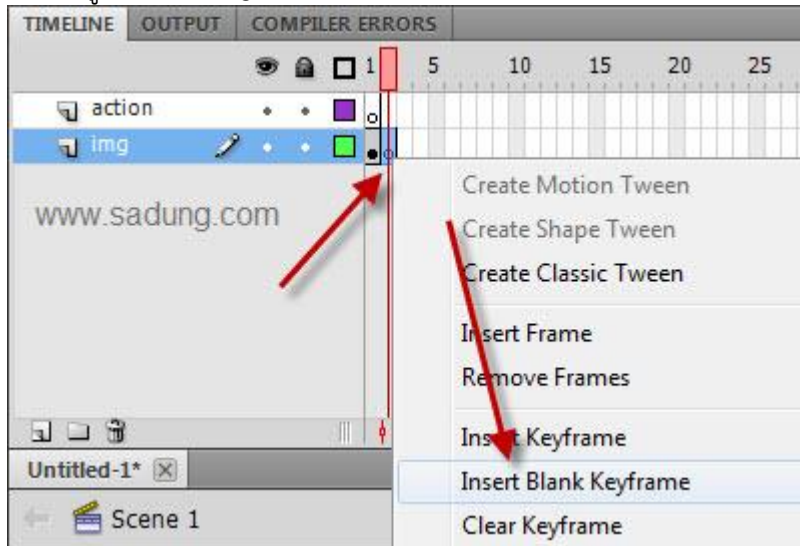 TIMELINE OUTPUT COMPILER ERRORS
1 5 10 15 20 25
action
img
www.sadung.com
Create Motion Tween
Create Shape Tween
Create Classic Tween
Insert Frame
Remove Frames
Insert Keyframe
Insert Blank Keyframe
Clear Keyframe
Untitled-1*
Scene 1